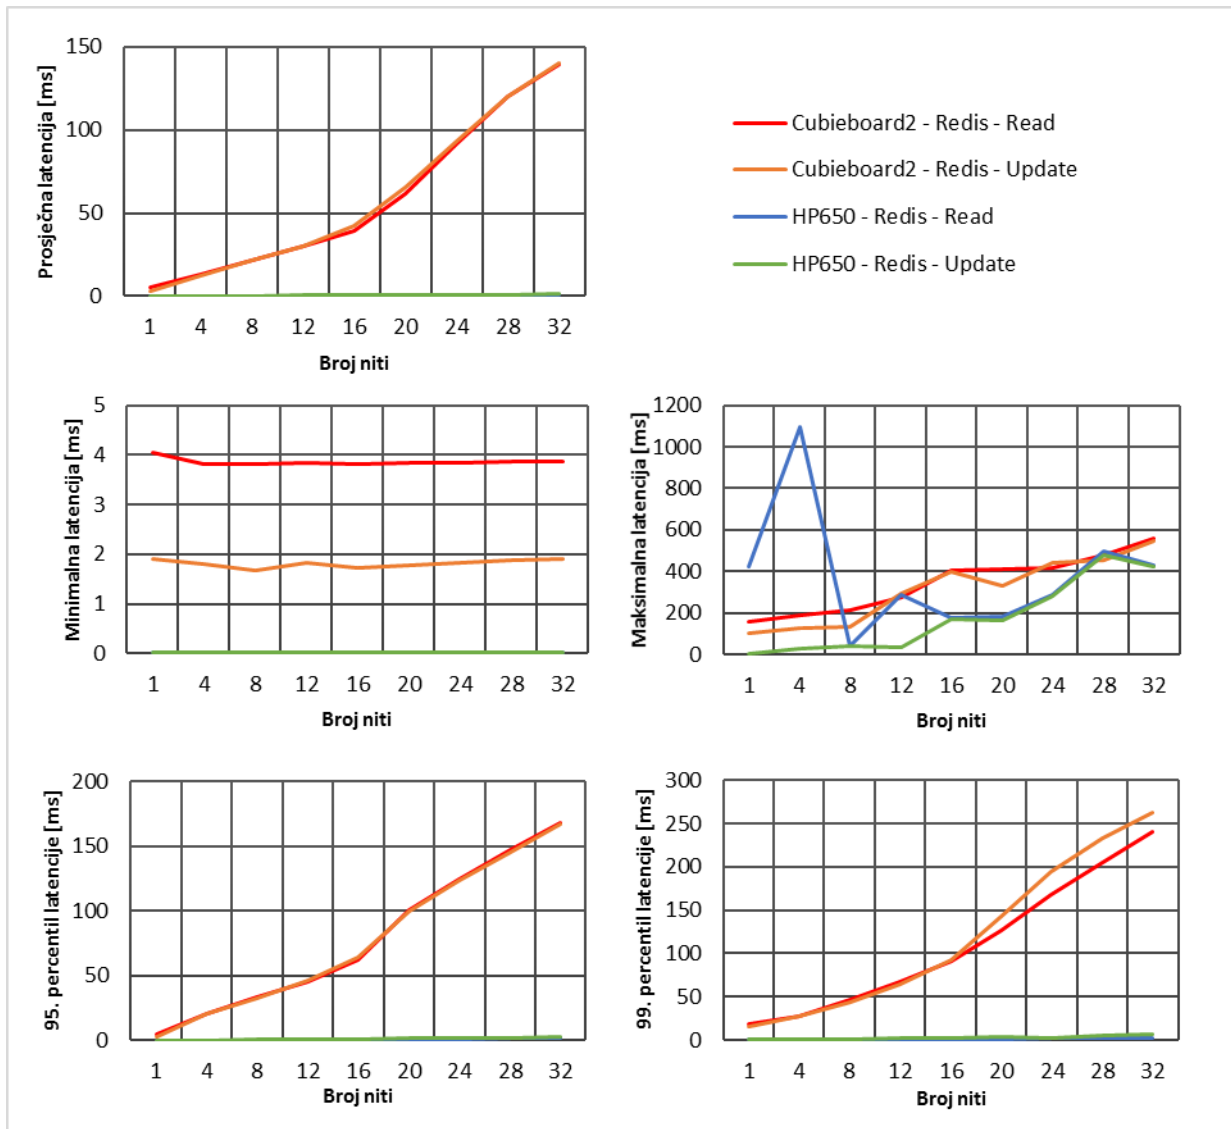 Prosječna latencija [ms]
150
100
50
0
1 4 8 12 16 20 24 28 32
Broj niti
Cubieboard2 - Redis - Read
Cubieboard2 - Redis - Update
HP650 - Redis - Read
HP650 - Redis - Update
Minimalna latencija [ms]
5
4
3
2
1
0
1 4 8 12 16 20 24 28 32
Broj niti
Maksimalna latencija [ms]
1200
1000
800
600
400
200
0
1 4 8 12 16 20 24 28 32
Broj niti
95. percentil latencije [ms]
200
150
100
50
0
1 4 8 12 16 20 24 28 32
Broj niti
99. percentil latencije [ms]
300
250
200
150
100
50
0
1 4 8 12 16 20 24 28 32
Broj niti